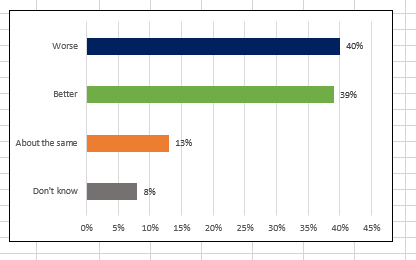 Worse 40%
Better 39%
About the same 13%
Don't know 8%
0% 5% 10% 15% 20% 25% 30% 35% 40% 45%